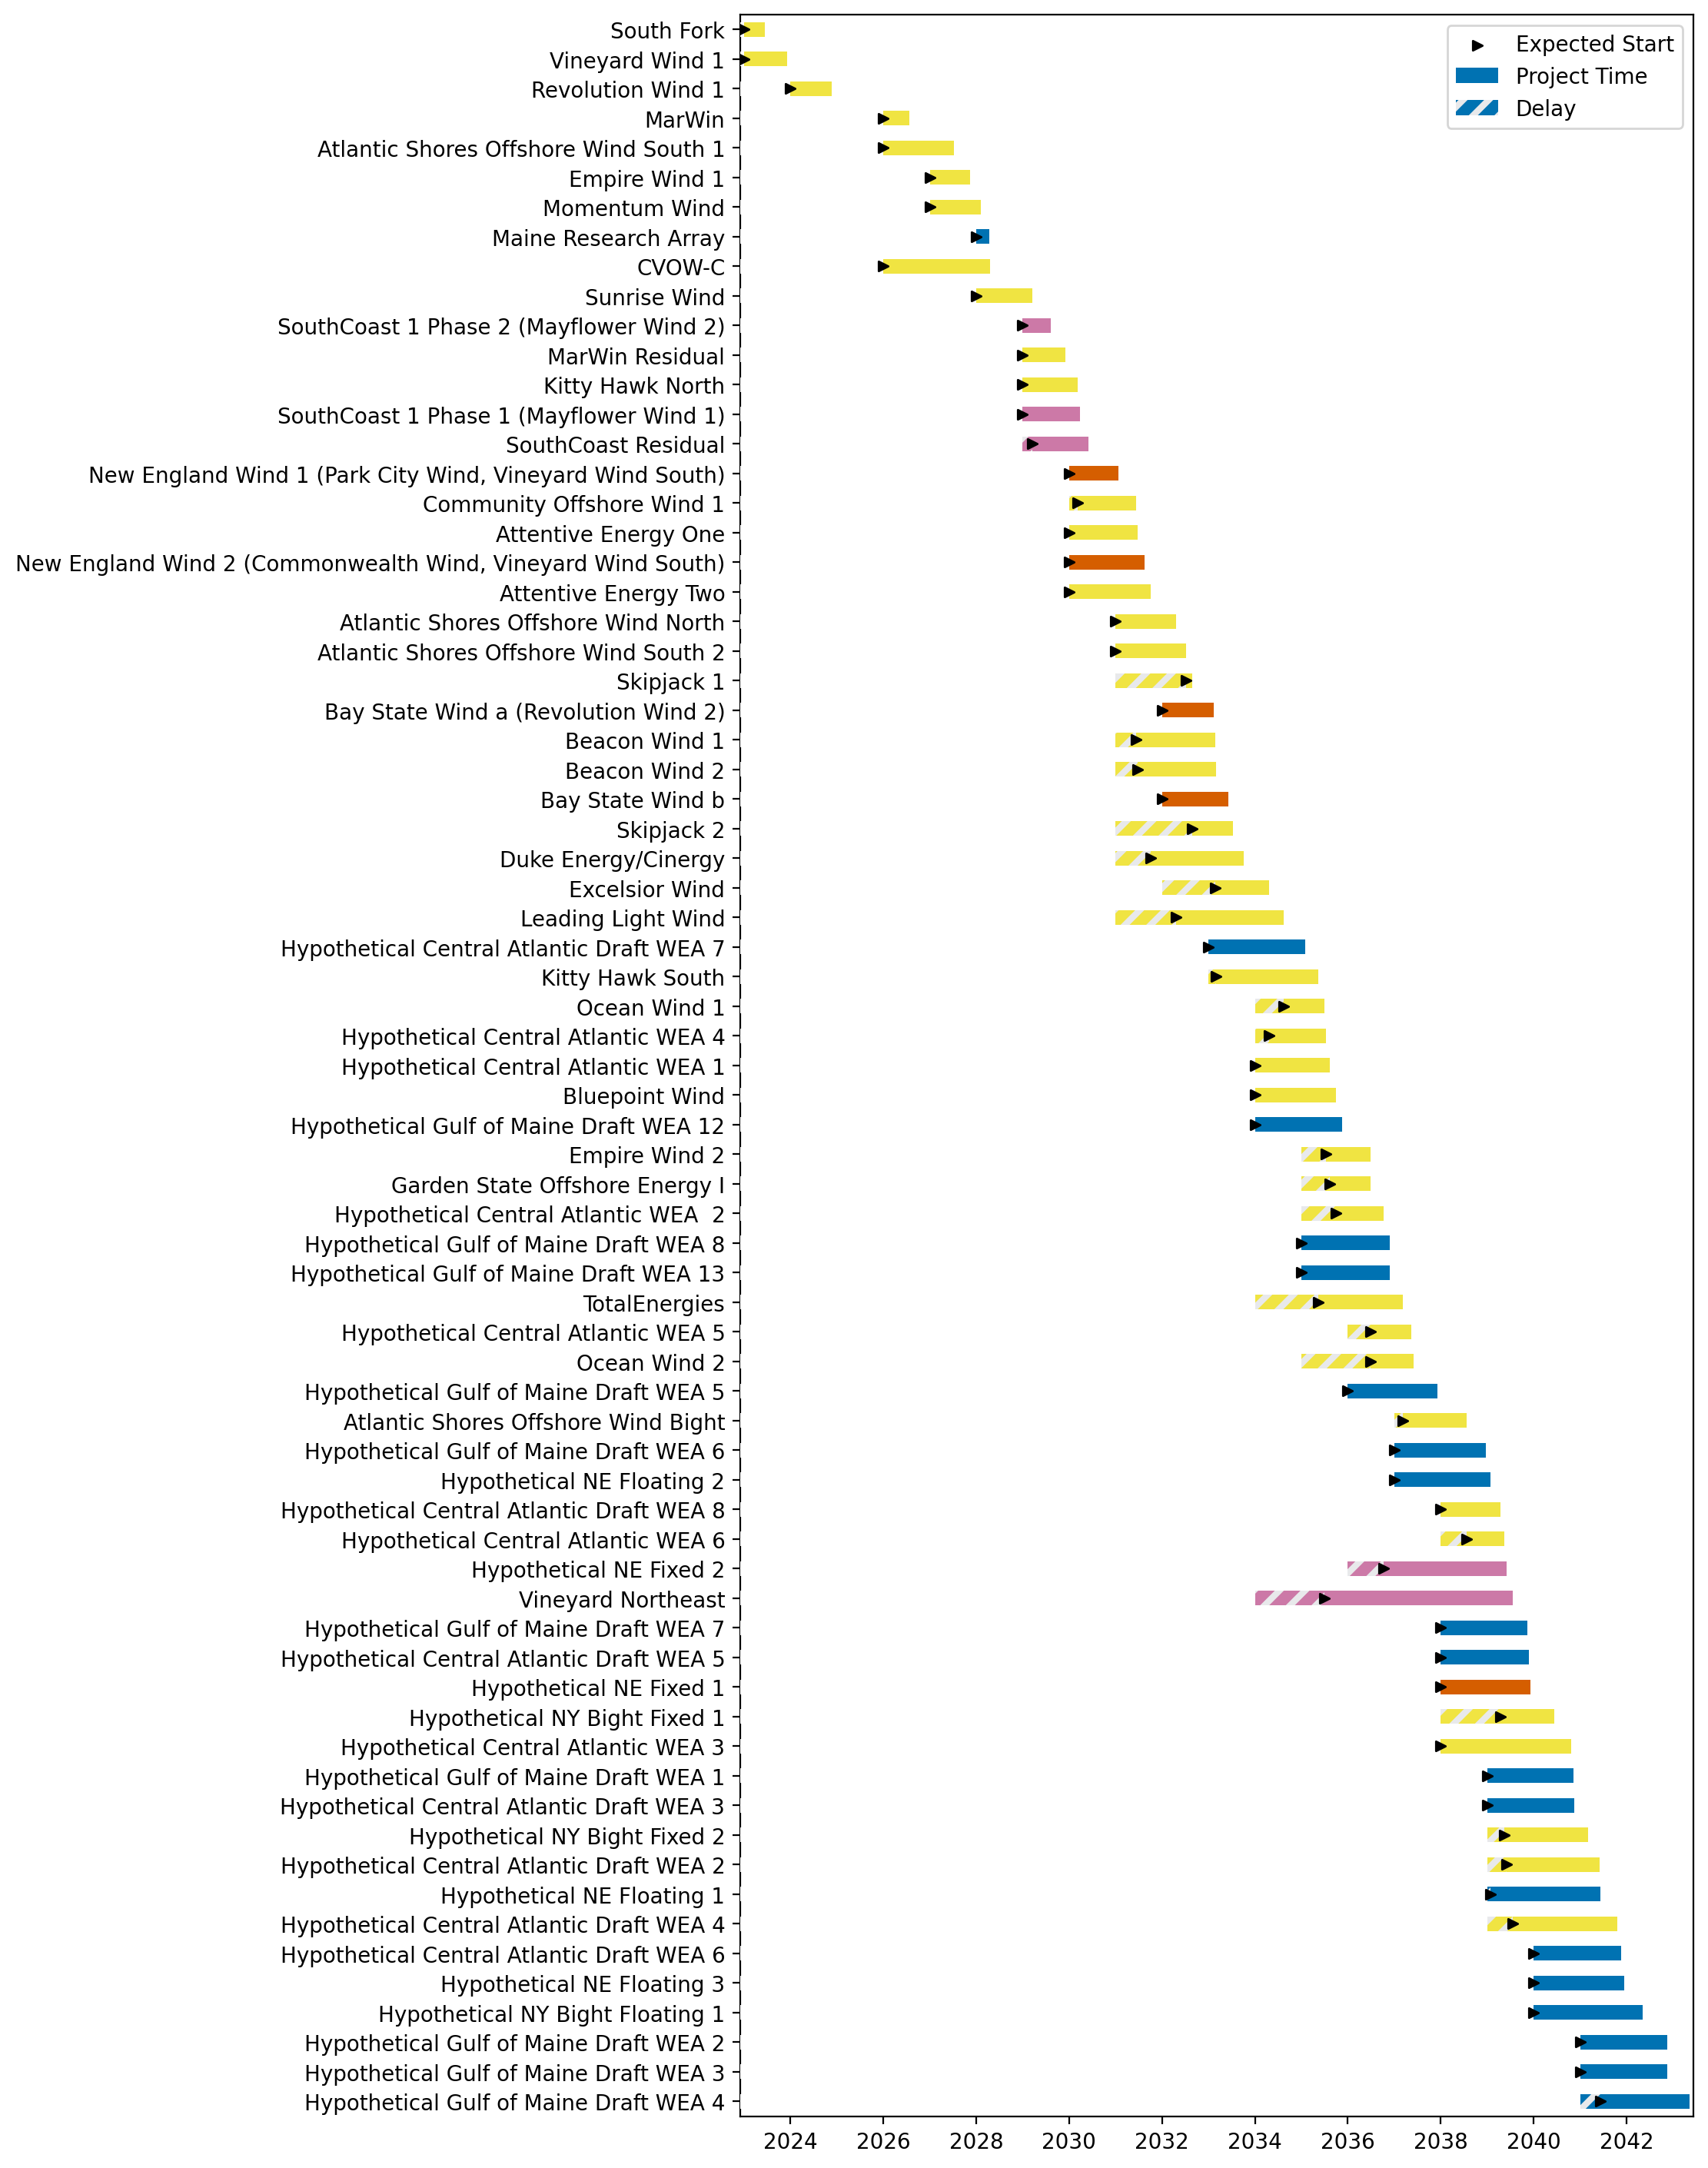 South Fork
Vineyard Wind 1
Revolution Wind 1
MarWin
Atlantic Shores Offshore Wind South 1
Empire Wind 1
Momentum Wind
Maine Research Array
CVOW-C
Sunrise Wind
SouthCoast 1 Phase 2 (Mayflower Wind 2)
MarWin Residual
Kitty Hawk North
SouthCoast 1 Phase 1 (Mayflower Wind 1)
SouthCoast Residual
New England Wind 1 (Park City Wind, Vineyard Wind South)
Community Offshore Wind 1
Attentive Energy One
New England Wind 2 (Commonwealth Wind, Vineyard Wind South)
Attentive Energy Two
Atlantic Shores Offshore Wind North
Atlantic Shores Offshore Wind South 2
Skipjack 1
Bay State Wind a (Revolution Wind 2)
Beacon Wind 1
Beacon Wind 2
Bay State Wind b
Skipjack 2
Duke Energy/Cinergy
Excelsior Wind
Leading Light Wind
Hypothetical Central Atlantic Draft WEA 7
Kitty Hawk South
Ocean Wind 1
Hypothetical Central Atlantic WEA 4
Hypothetical Central Atlantic WEA 1
Bluepoint Wind
Hypothetical Gulf of Maine Draft WEA 12
Empire Wind 2
Garden State Offshore Energy I
Hypothetical Central Atlantic WEA  2
Hypothetical Gulf of Maine Draft WEA 8
Hypothetical Gulf of Maine Draft WEA 13
TotalEnergies
Hypothetical Central Atlantic WEA 5
Ocean Wind 2
Hypothetical Gulf of Maine Draft WEA 5
Atlantic Shores Offshore Wind Bight
Hypothetical Gulf of Maine Draft WEA 6
Hypothetical NE Floating 2
Hypothetical Central Atlantic Draft WEA 8
Hypothetical Central Atlantic WEA 6
Hypothetical NE Fixed 2
Vineyard Northeast
Hypothetical Gulf of Maine Draft WEA 7
Hypothetical Central Atlantic Draft WEA 5
Hypothetical NE Fixed 1
Hypothetical NY Bight Fixed 1
Hypothetical Central Atlantic WEA 3
Hypothetical Gulf of Maine Draft WEA 1
Hypothetical Central Atlantic Draft WEA 3
Hypothetical NY Bight Fixed 2
Hypothetical Central Atlantic Draft WEA 2
Hypothetical NE Floating 1
Hypothetical Central Atlantic Draft WEA 4
Hypothetical Central Atlantic Draft WEA 6
Hypothetical NE Floating 3
Hypothetical NY Bight Floating 1
Hypothetical Gulf of Maine Draft WEA 2
Hypothetical Gulf of Maine Draft WEA 3
Hypothetical Gulf of Maine Draft WEA 4
Expected Start
Project Time
Delay
2024 2026 2028 2030 2032 2034 2036 2038 2040 2042